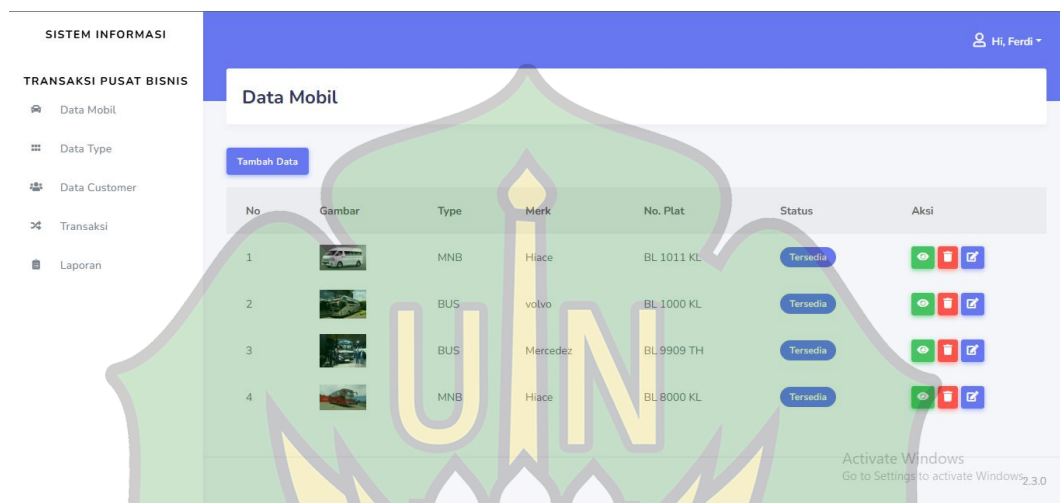 SISTEM INFORMASI
Hi, Ferdi
TRANSAKSI PUSAT BISNIS
Data Mobil
Data Type
Data Customer
Transaksi
Laporan
Data Mobil
Tambah Data
No Gambar Type Merk No. Plat Status Aksi
1 MNB Hiace BL 1011 KL Tersedia
2 BUS volvo BL 1000 KL Tersedia
3 BUS Mercedez BL 9909 TH Tersedia
4 MNB Hiace BL 8000 KL Tersedia
UIN
Activate Windows
Go to Settings to activate Windows.
2.3.0